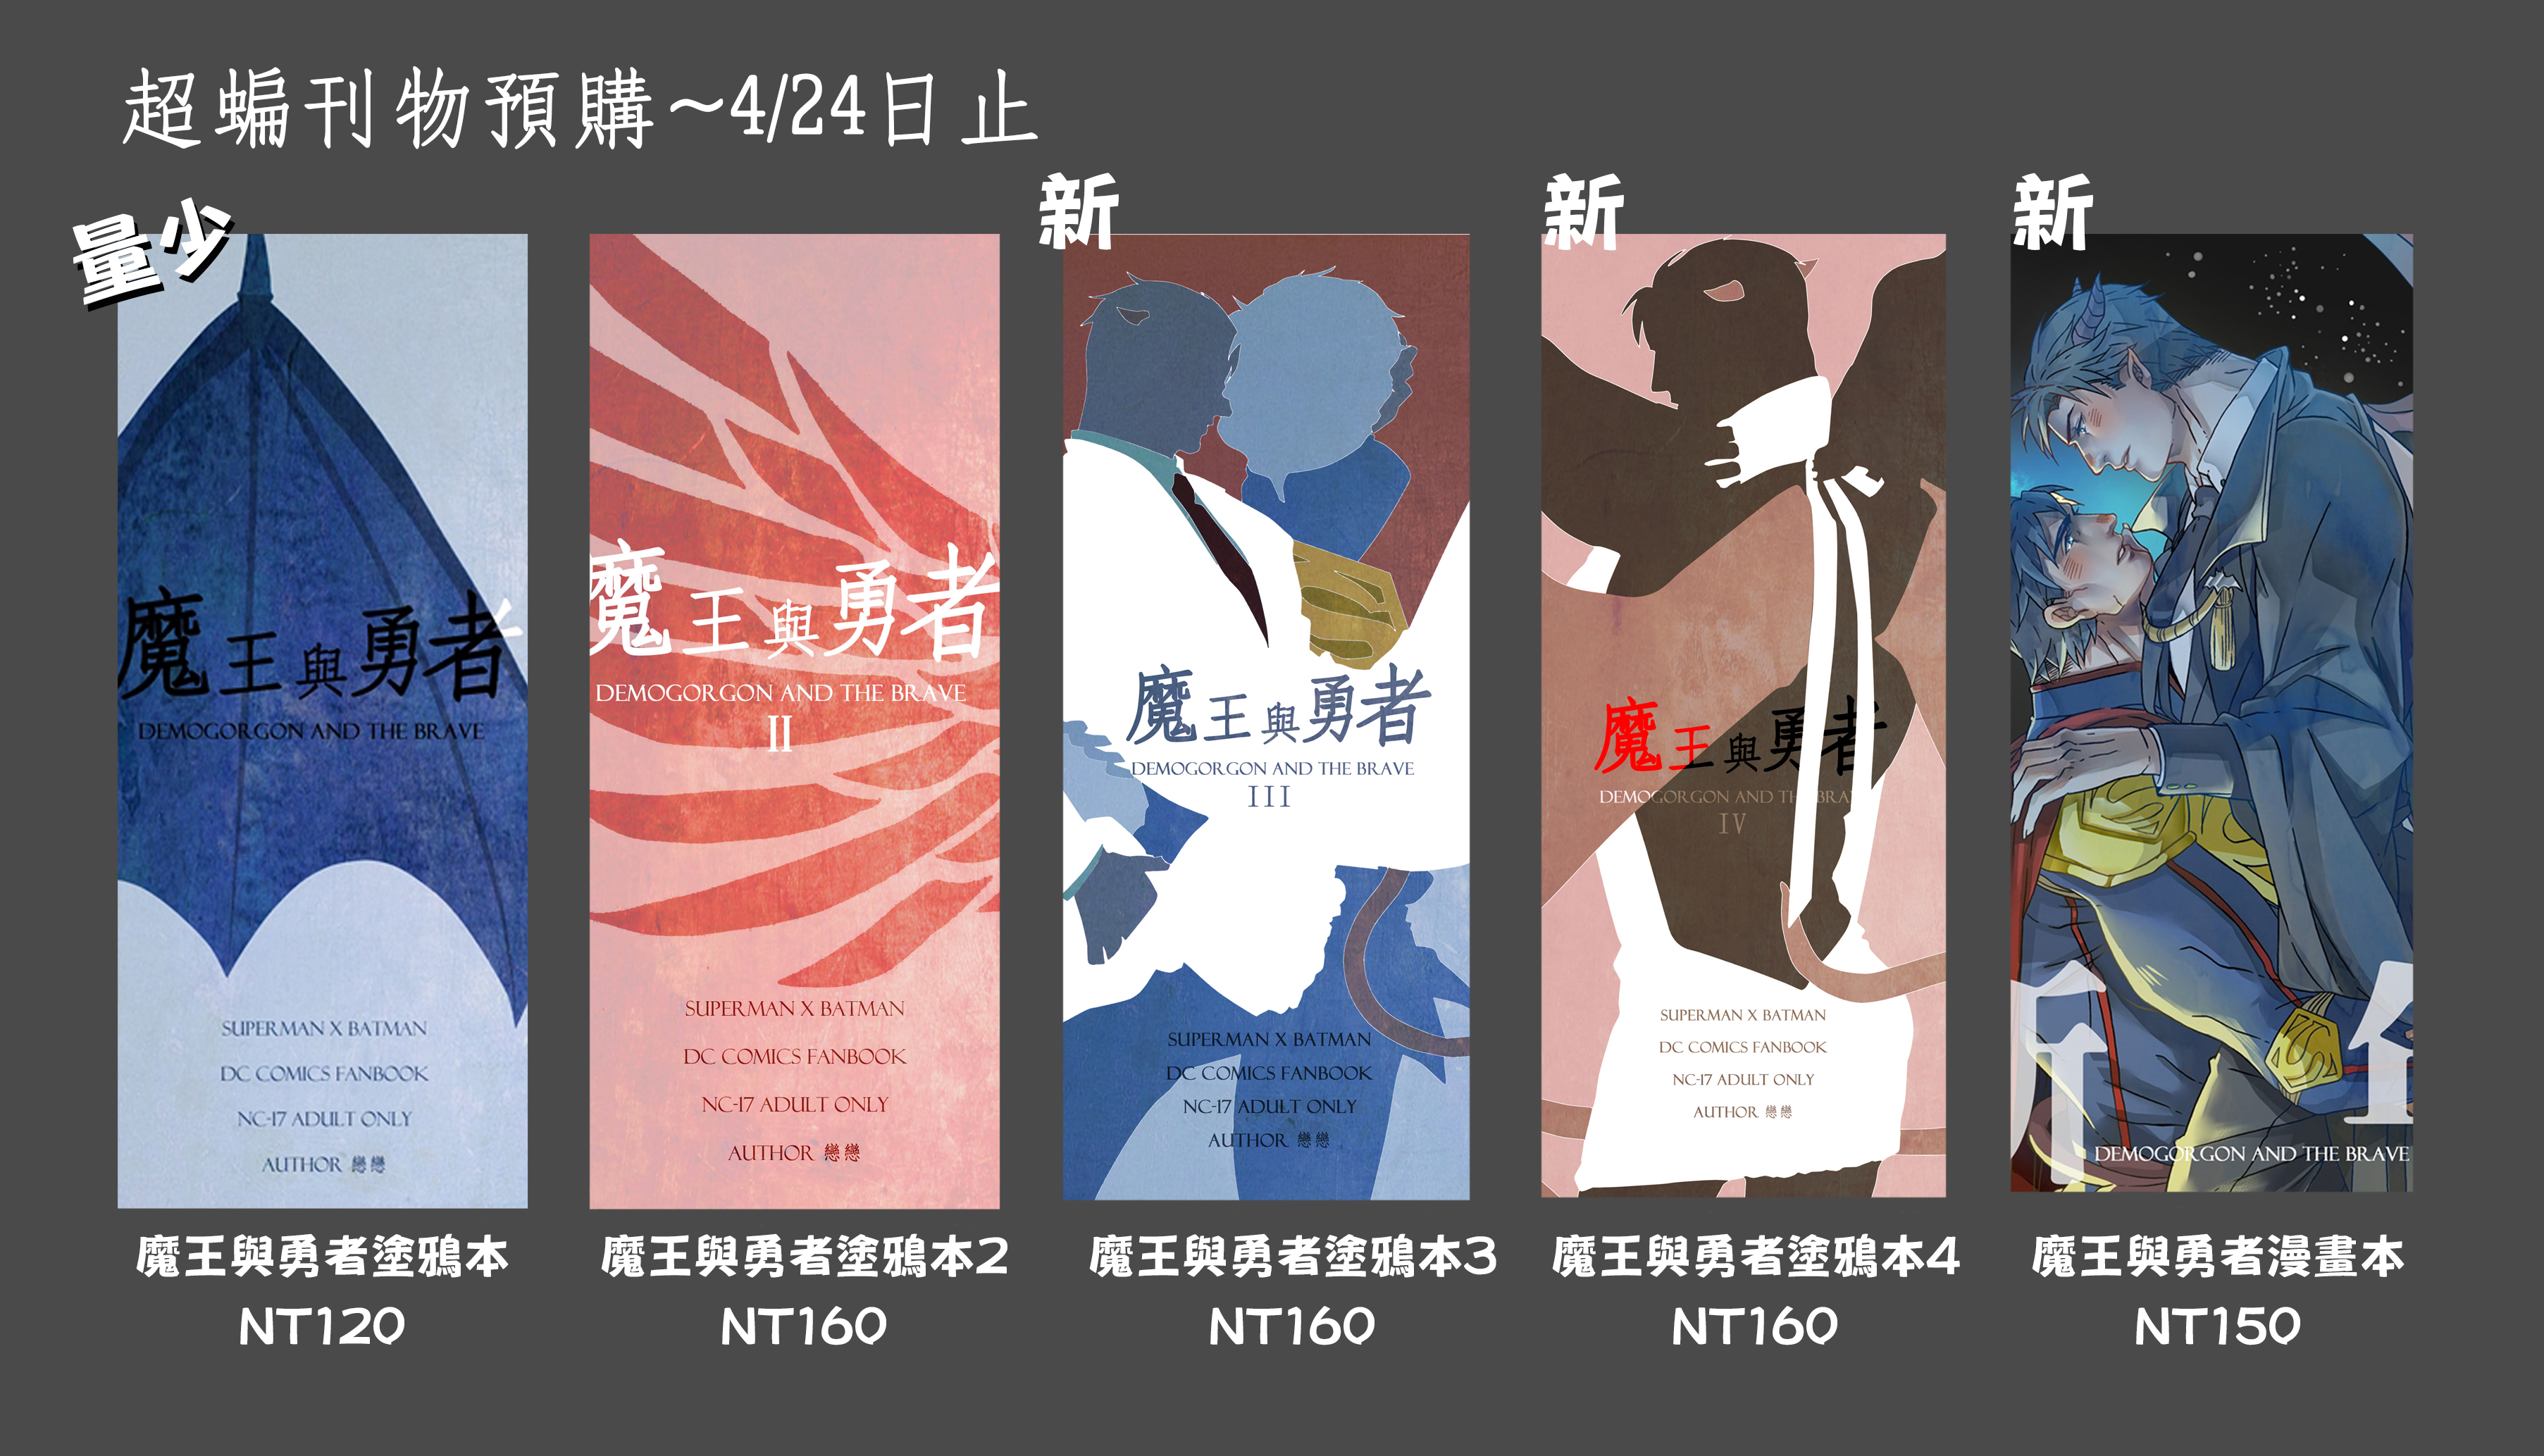 超蝙刊物預購~4/24日止
量少
魔王與勇者
DEMOGORGON AND THE BRAVE
SUPERMAN X BATMAN
DC COMICS FANBOOK
NC-17 ADULT ONLY
AUTHOR 戀戀
魔王與勇者塗鴉本
NT120
魔王與勇者
DEMOGORGON AND THE BRAVE
II
SUPERMAN X BATMAN
DC COMICS FANBOOK
NC-17 ADULT ONLY
AUTHOR 戀戀
魔王與勇者塗鴉本2
NT160
新
魔王與勇者
DEMOGORGON AND THE BRAVE
III
SUPERMAN X BATMAN
DC COMICS FANBOOK
NC-17 ADULT ONLY
AUTHOR 戀戀
魔王與勇者塗鴉本3
NT160
新
魔王與勇者
DEMOGORGON AND THE BRA
IV
SUPERMAN X BATMAN
DC COMICS FANBOOK
NC-17 ADULT ONLY
AUTHOR 戀戀
魔王與勇者塗鴉本4
NT160
新
DEMOGORGON AND THE BRAVE
魔王與勇者漫畫本
NT150